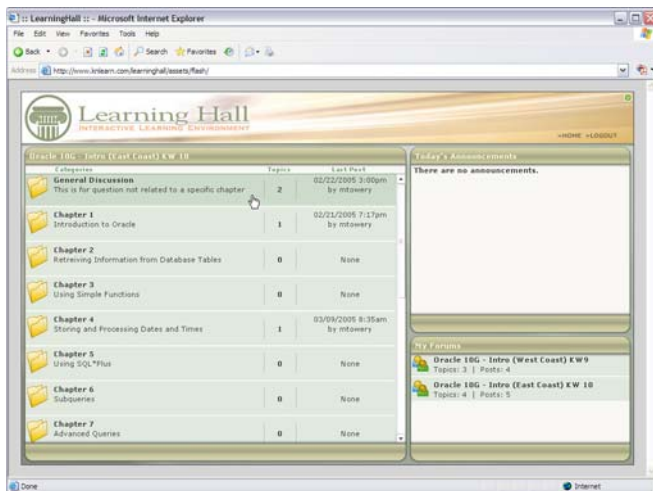 :: LearningHall :: - Microsoft Internet Explorer
File Edit View Favorites Tools Help
Back Search Favorites
Address http://www.knlearn.com/learninghall/assets/flash/
Learning Hall
INTERACTIVE LEARNING ENVIRONMENT
»HOME »LOGOUT
Oracle 10G - Intro (East Coast) KW 10
Categories Topics Last Post
General Discussion
This is for question not related to a specific chapter
2
02/22/2005 3:00pm
by mtowery
Chapter 1
Introduction to Oracle
1
02/21/2005 7:17pm
by mtowery
Chapter 2
Retreiving Information from Database Tables
0
None
Chapter 3
Using Simple Functions
0
None
Chapter 4
Storing and Processing Dates and Times
1
03/09/2005 8:35am
by mtowery
Chapter 5
Using SQL*Plus
0
None
Chapter 6
Subqueries
0
None
Chapter 7
Advanced Queries
0
None
Today's Announcements
There are no announcements.
My Forums
Oracle 10G - Intro (West Coast) KW9
Topics: 3 | Posts: 4
Oracle 10G - Intro (East Coast) KW 10
Topics: 4 | Posts: 5
Done
Internet